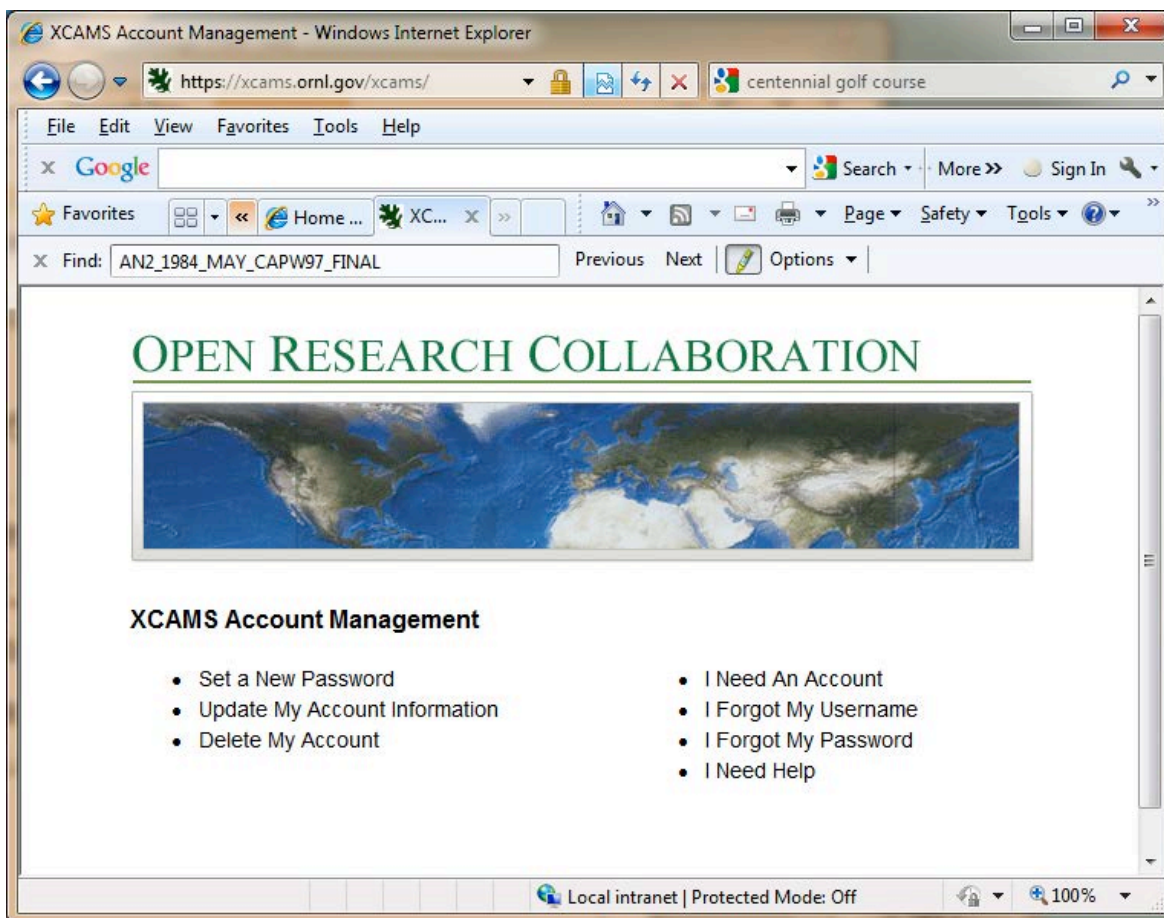 XCAMS Account Management - Windows Internet Explorer
https://xcams.ornl.gov/xcams/ centennial golf course
File Edit View Favorites Tools Help
x Google Search More >> Sign In
Favorites Home ... XC... x
x Find: AN2_1984_MAY_CAPW97_FINAL Previous Next Options
Page Safety Tools
OPEN RESEARCH COLLABORATION
XCAMS Account Management
• Set a New Password
• Update My Account Information
• Delete My Account
• I Need An Account
• I Forgot My Username
• I Forgot My Password
• I Need Help
Local intranet | Protected Mode: Off 100%